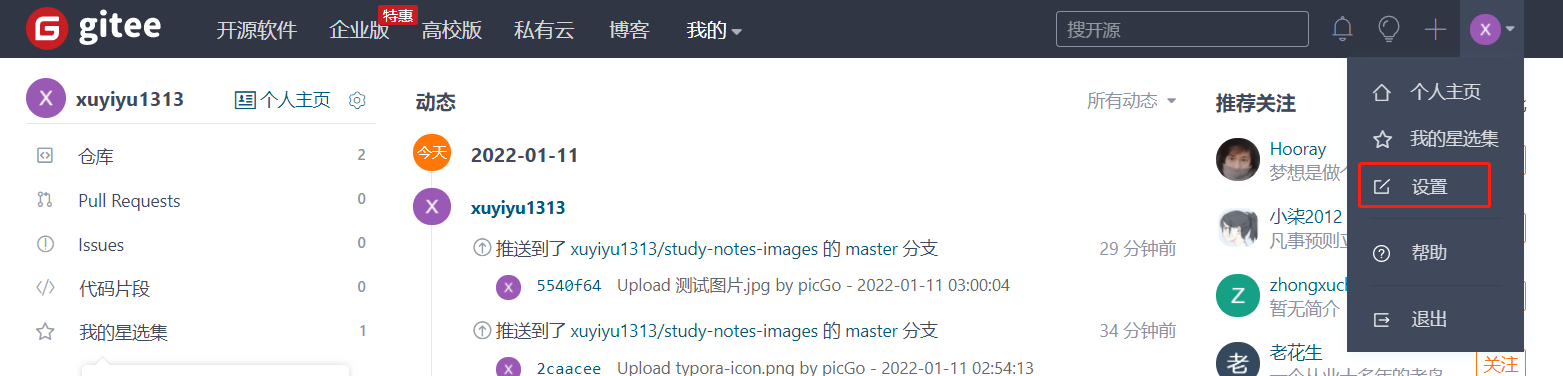 gitee 开源软件 企业版 特惠 高校版 私有云 博客 我的 搜开源 X
X xuyiyu1313 个人主页
仓库 2
Pull Requests 0
Issues 0
代码片段 0
我的星选集 1
动态 所有动态
今天 2022-01-11
X xuyiyu1313
推送到了 xuyiyu1313/study-notes-images 的 master 分支 29 分钟前
X 5540f64 Upload 测试图片.jpg by picGo - 2022-01-11 03:00:04
推送到了 xuyiyu1313/study-notes-images 的 master 分支 34 分钟前
X 2caacee Upload typora-icon.png by picGo - 2022-01-11 02:54:13
推荐关注
Hooray
梦想是做
小柒2012
凡事预则
Z zhongxuc
暂无简介
老 老花生
关注
个人主页
我的星选集
设置
帮助
退出